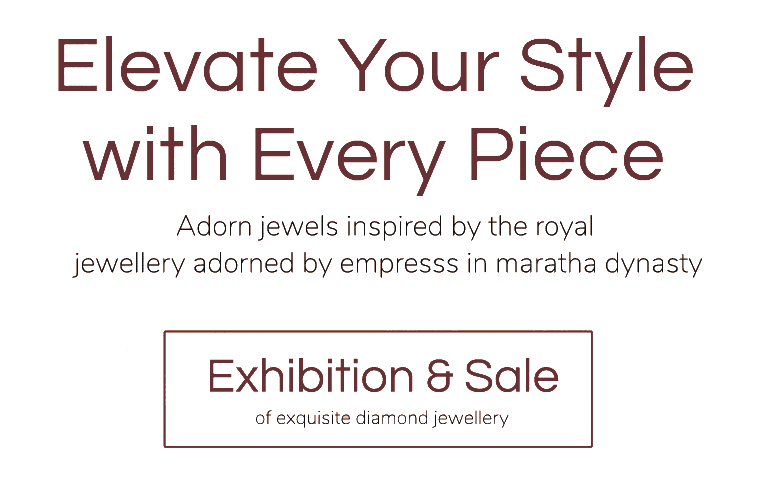 Elevate Your Style
with Every Piece
Adorn jewels inspired by the royal
jewellery adorned by empresss in maratha dynasty
Exhibition & Sale
of exquisite diamond jewellery